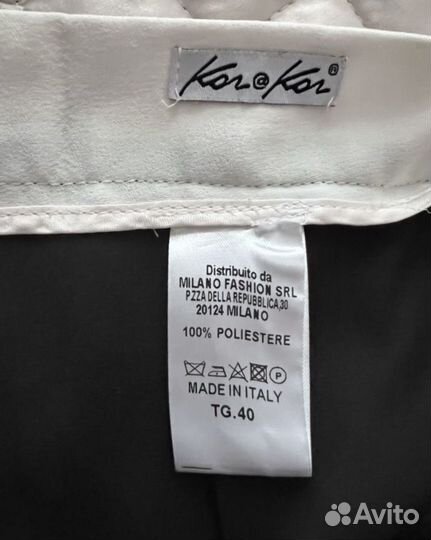 Kor@Kor®
Distribuito da
MILANO FASHION SRL
P.ZZA DELLA REPUBBLICA,30
20124 MILANO
100% POLIESTERE
P
MADE IN ITALY
TG.40
Avito